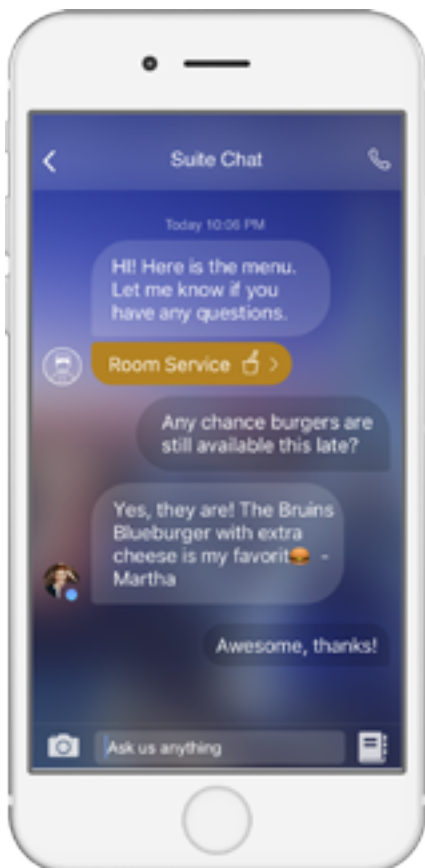 Suite Chat
Today 10:06 PM
HI! Here is the menu.
Let me know if you
have any questions.
Room Service
Any chance burgers are
still available this late?
Yes, they are! The Bruins
Blueburger with extra
cheese is my favorit🍔 -
Martha
Awesome, thanks!
Ask us anything